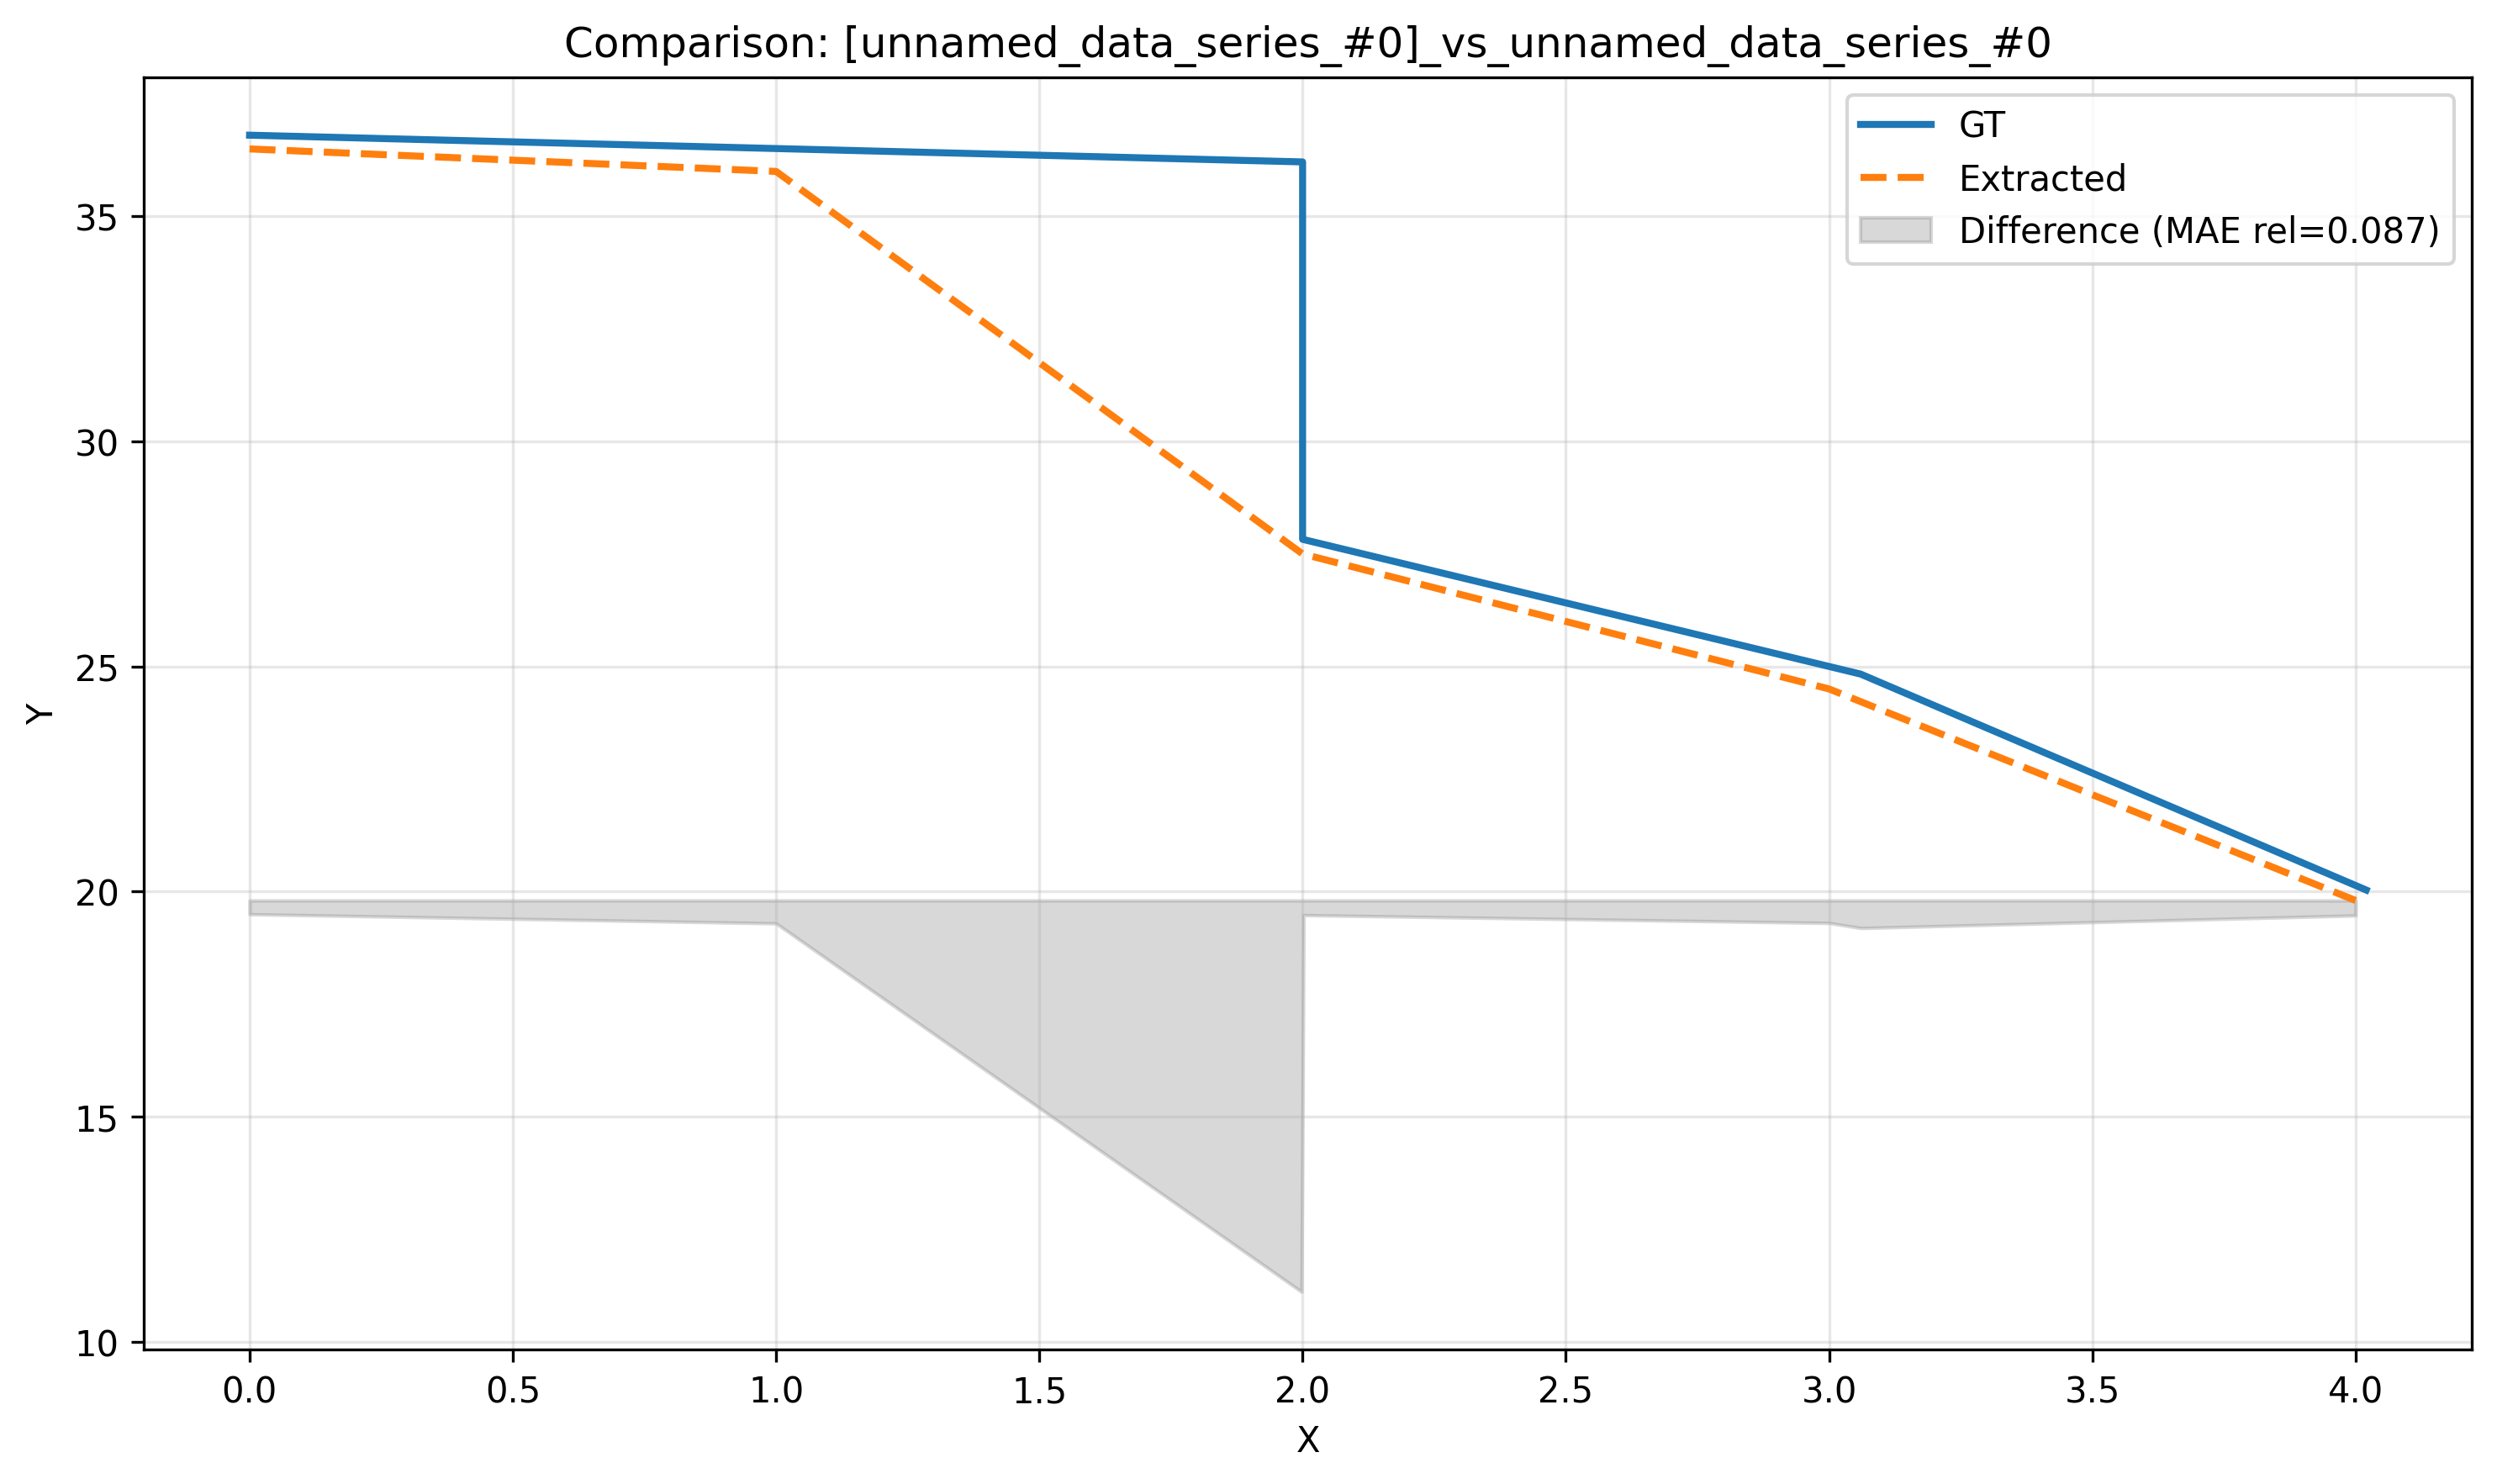 Comparison: [unnamed_data_series_#0]_vs_unnamed_data_series_#0
GT
Extracted
Difference (MAE rel=0.087)
Y
35
30
25
20
15
10
0.0 0.5 1.0 1.5 2.0 2.5 3.0 3.5 4.0
X